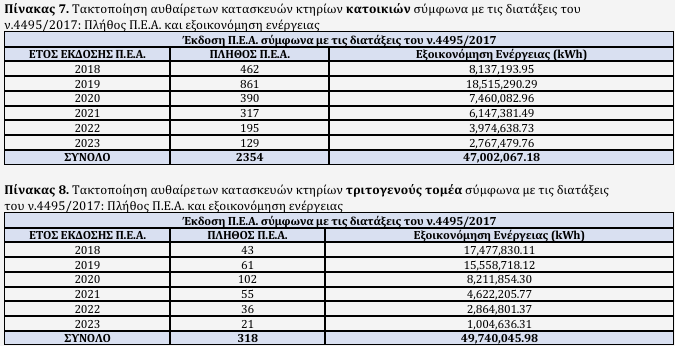 Πίνακας 7. Τακτοποίηση αυθαίρετων κατασκευών κτηρίων κατοικιών σύμφωνα με τις διατάξεις του
ν.4495/2017: Πλήθος Π.Ε.Α. και εξοικονόμηση ενέργειας
Έκδοση Π.Ε.Α. σύμφωνα με τις διατάξεις του ν.4495/2017
ΕΤΟΣ ΕΚΔΟΣΗΣ Π.Ε.Α. ΠΛΗΘΟΣ Π.Ε.Α. Εξοικονόμηση Ενέργειας (kWh)
2018 462 8,137,193.95
2019 861 18,515,290.29
2020 390 7,460,082.96
2021 317 6,147,381.49
2022 195 3,974,638.73
2023 129 2,767,479.76
ΣΥΝΟΛΟ 2354 47,002,067.18
Πίνακας 8. Τακτοποίηση αυθαίρετων κατασκευών κτηρίων τριτογενούς τομέα σύμφωνα με τις διατάξεις
του ν.4495/2017: Πλήθος Π.Ε.Α. και εξοικονόμηση ενέργειας
Έκδοση Π.Ε.Α. σύμφωνα με τις διατάξεις του ν.4495/2017
ΕΤΟΣ ΕΚΔΟΣΗΣ Π.Ε.Α. ΠΛΗΘΟΣ Π.Ε.Α. Εξοικονόμηση Ενέργειας (kWh)
2018 43 17,477,830.11
2019 61 15,558,718.12
2020 102 8,211,854.30
2021 55 4,622,205.77
2022 36 2,864,801.37
2023 21 1,004,636.31
ΣΥΝΟΛΟ 318 49,740,045.98